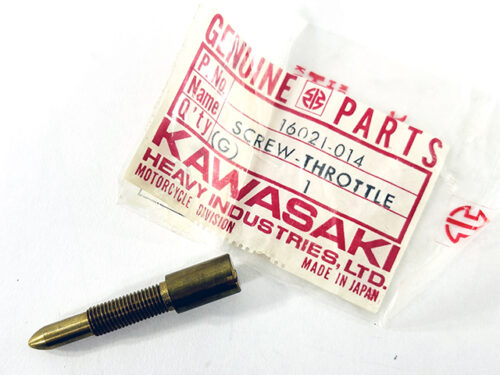 GENUINE PARTS
P.No. 16021-014
Name SCREW-THROTTLE
Q'ty (G) 1
KAWASAKI
HEAVY INDUSTRIES, LTD.
MOTORCYCLE DIVISION MADE IN JAPAN